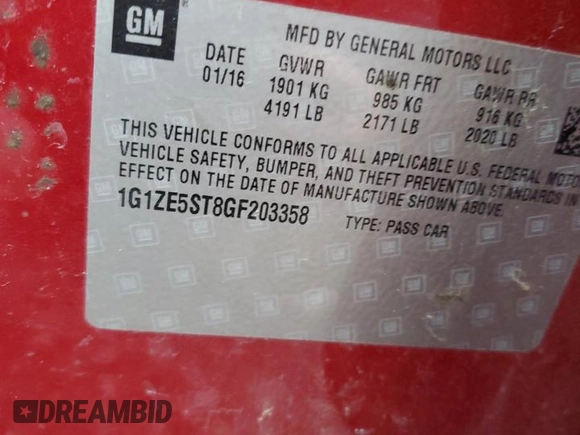 GM
MFD BY GENERAL MOTORS LLC
DATE GVWR GAWR FRT GAWR RR
01/16 1901 KG 985 KG 916 KG
4191 LB 2171 LB 2020 LB
THIS VEHICLE CONFORMS TO ALL APPLICABLE U.S. FEDERAL MOTO
VEHICLE SAFETY, BUMPER, AND THEFT PREVENTION STANDARDS IN
EFFECT ON THE DATE OF MANUFACTURE SHOWN ABOVE.
1G1ZE5ST8GF203358 TYPE: PASS CAR
DREAMBID